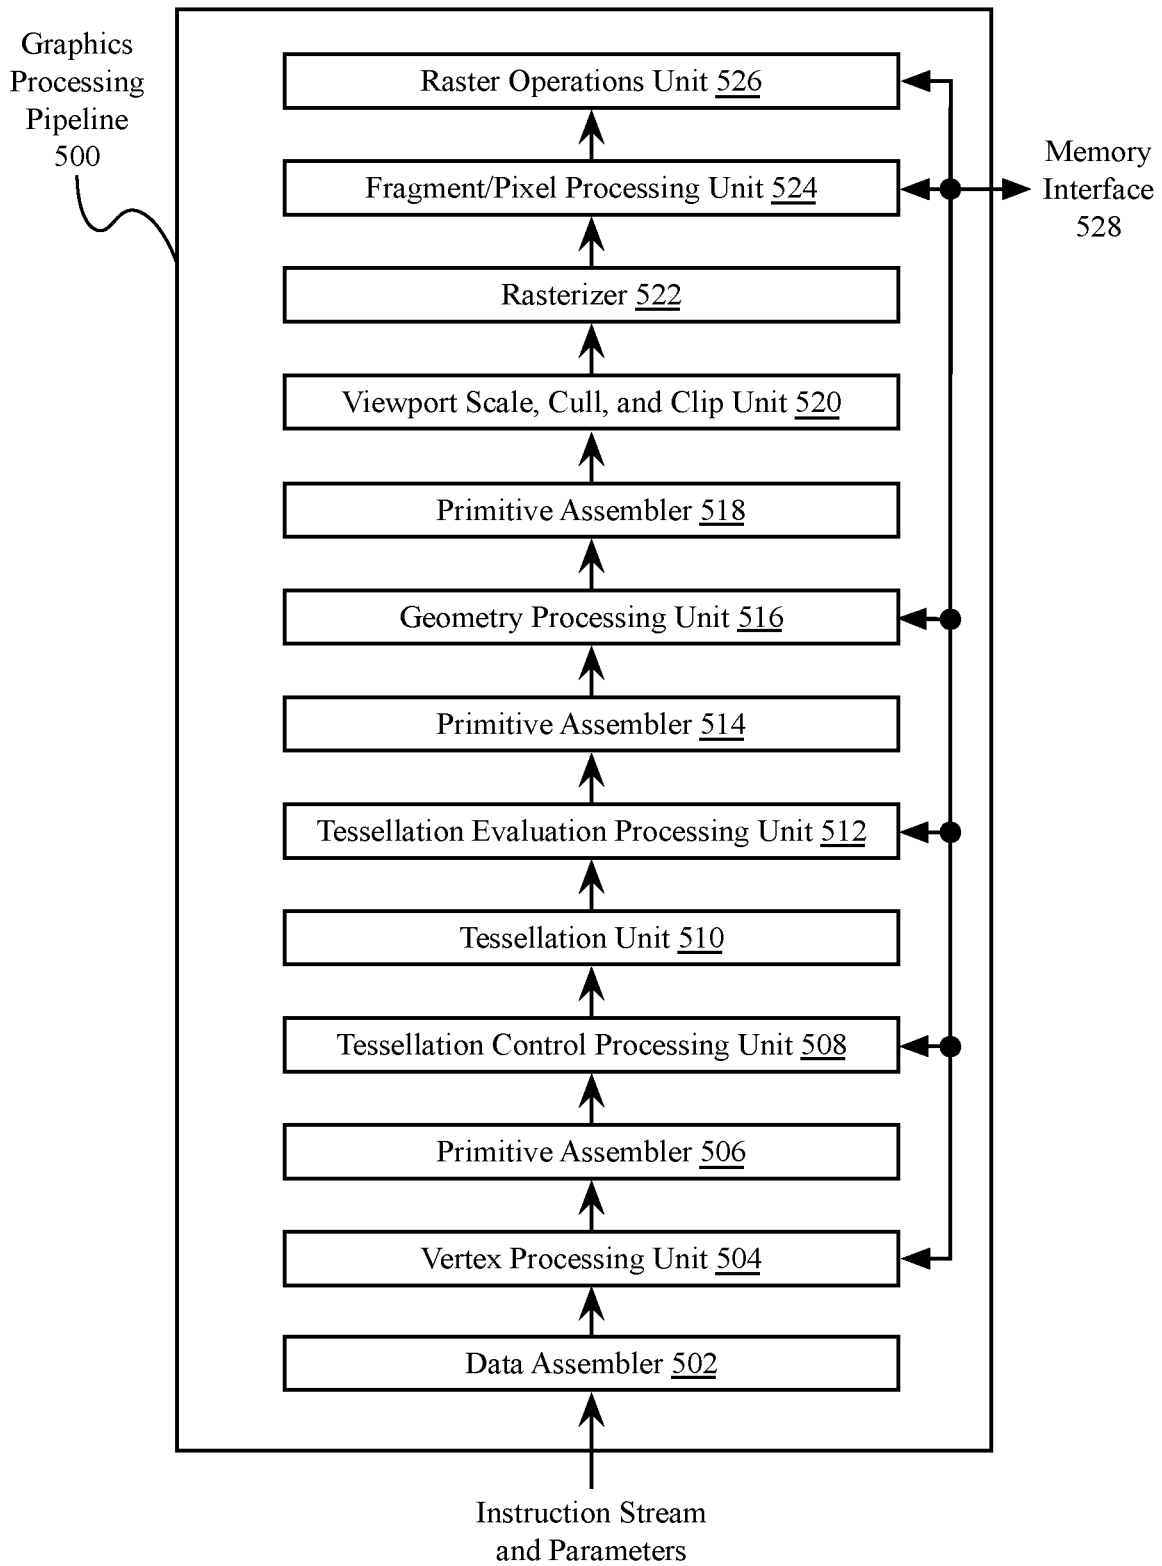 Graphics
Processing
Pipeline
500
Raster Operations Unit 526
Fragment/Pixel Processing Unit 524
Memory
Interface
528
Rasterizer 522
Viewport Scale, Cull, and Clip Unit 520
Primitive Assembler 518
Geometry Processing Unit 516
Primitive Assembler 514
Tessellation Evaluation Processing Unit 512
Tessellation Unit 510
Tessellation Control Processing Unit 508
Primitive Assembler 506
Vertex Processing Unit 504
Data Assembler 502
Instruction Stream
and Parameters